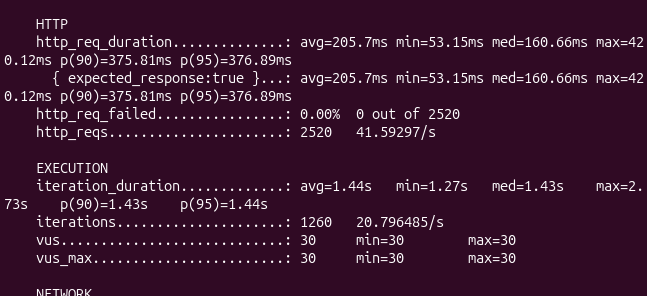 HTTP
http_req_duration..............: avg=205.7ms min=53.15ms med=160.66ms max=42
0.12ms p(90)=375.81ms p(95)=376.89ms
{ expected_response:true }...: avg=205.7ms min=53.15ms med=160.66ms max=42
0.12ms p(90)=375.81ms p(95)=376.89ms
http_req_failed................: 0.00%  0 out of 2520
http_reqs......................: 2520   41.59297/s
EXECUTION
iteration_duration.............: avg=1.44s   min=1.27s   med=1.43s    max=2.
73s    p(90)=1.43s    p(95)=1.44s
iterations.....................: 1260   20.796485/s
vus............................: 30     min=30        max=30
vus_max........................: 30     min=30        max=30
NETWORK